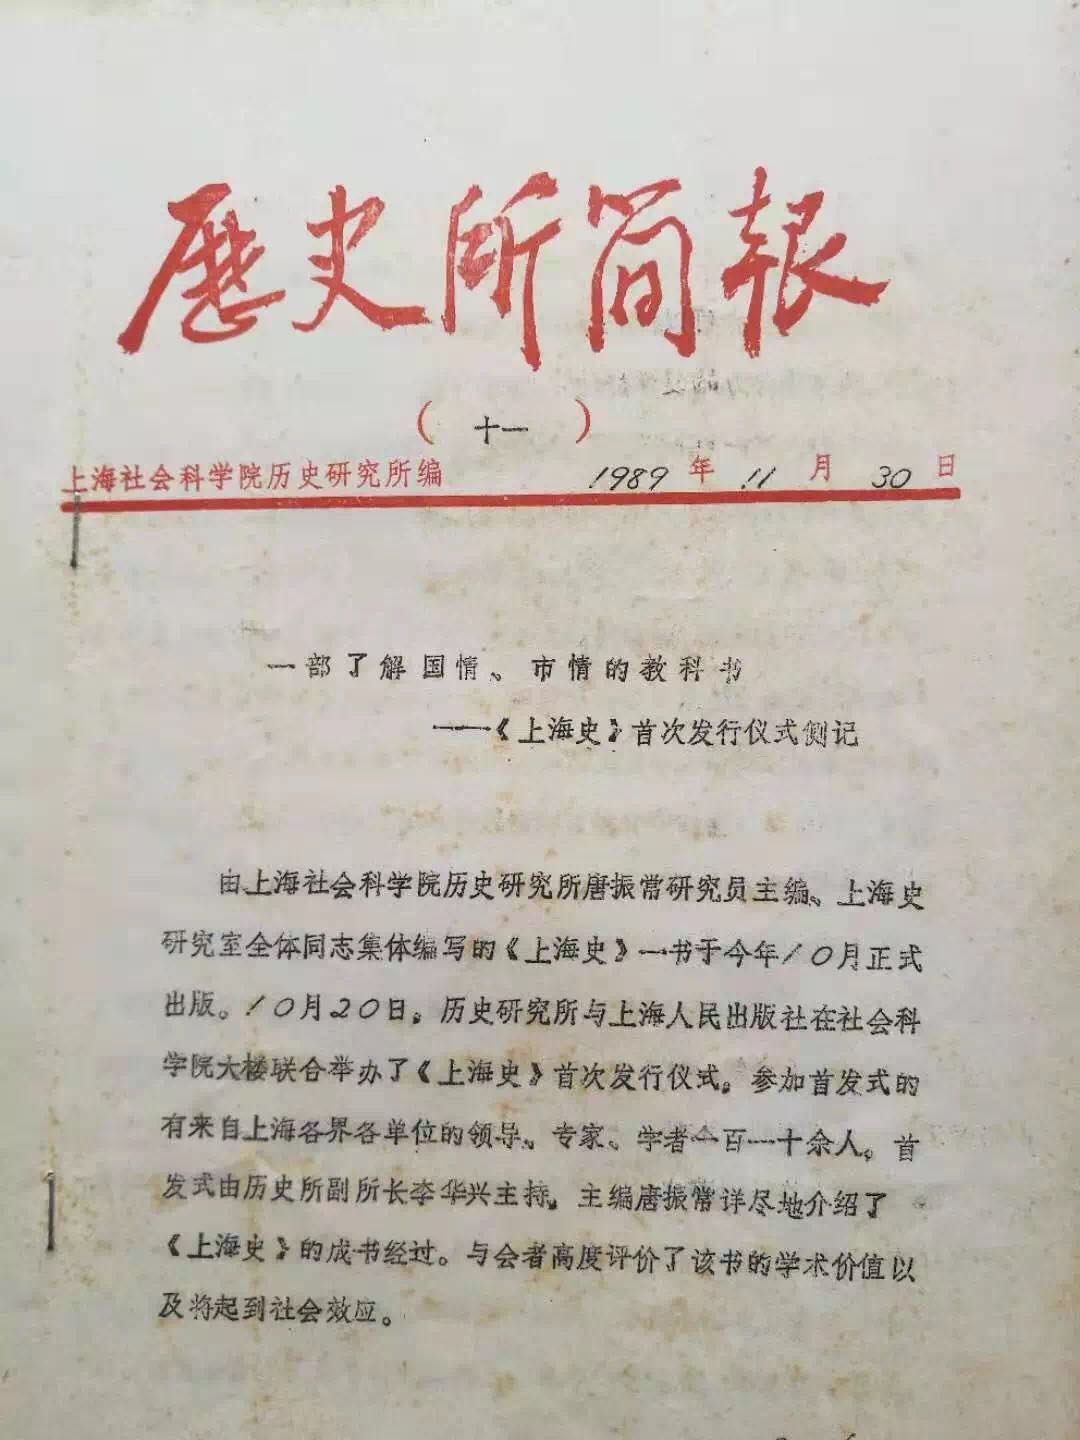 歷史所简报
（十一）
上海社会科学院历史研究所编 1989年11月30日
一部了解国情、市情的教科书
——《上海史》首次发行仪式侧记
由上海社会科学院历史研究所唐振常研究员主编、上海史
研究室全体同志集体编写的《上海史》一书于今年10月正式
出版。10月20日，历史研究所与上海人民出版社在社会科
学院大楼联合举办了《上海史》首次发行仪式。参加首发式的
有来自上海各界各单位的领导、专家、学者一百一十余人。首
发式由历史所副所长李华兴主持，主编唐振常详尽地介绍了
《上海史》的成书经过。与会者高度评价了该书的学术价值以
及将起到社会效应。